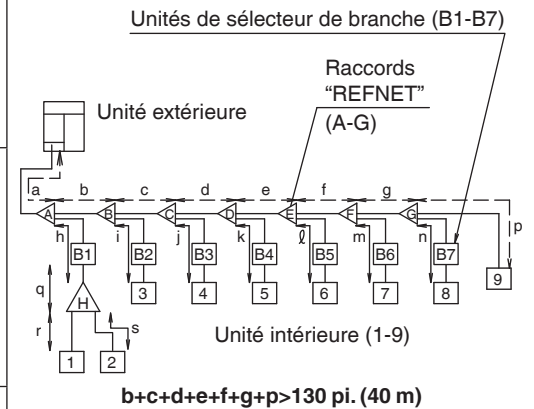 Unités de sélecteur de branche (B1-B7)
Raccords
“REFNET”
(A-G)
Unité extérieure
a b c d e f g
A B C D E F G
h i j k ℓ m n p
B1 B2 B3 B4 B5 B6 B7
q H 3 4 5 6 7 8 9
r s
Unité intérieure (1-9)
1 2
b+c+d+e+f+g+p>130 pi. (40 m)